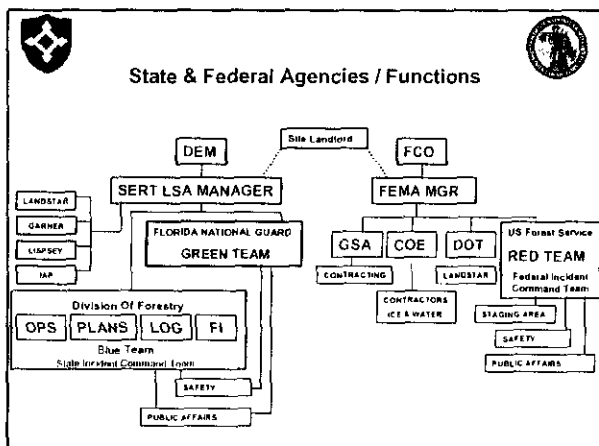 State & Federal Agencies / Functions
Site Landlord
DEM
FCO
SERT LSA MANAGER
FEMA MGR
LANDSTAR
GARNER
LIAPSEY
IAP
FLORIDA NATIONAL GUARD
GREEN TEAM
GSA
COE
DOT
US Forest Service
RED TEAM
Federal Incident
Command Team
CONTRACTING
LANDSTAR
CONTRACTORS
ICE & WATER
Division Of Forestry
OPS
PLANS
LOG
FI
Blue Team
State Incident Command Team
STAGING AREA
SAFETY
PUBLIC AFFAIRS
SAFETY
PUBLIC AFFAIRS